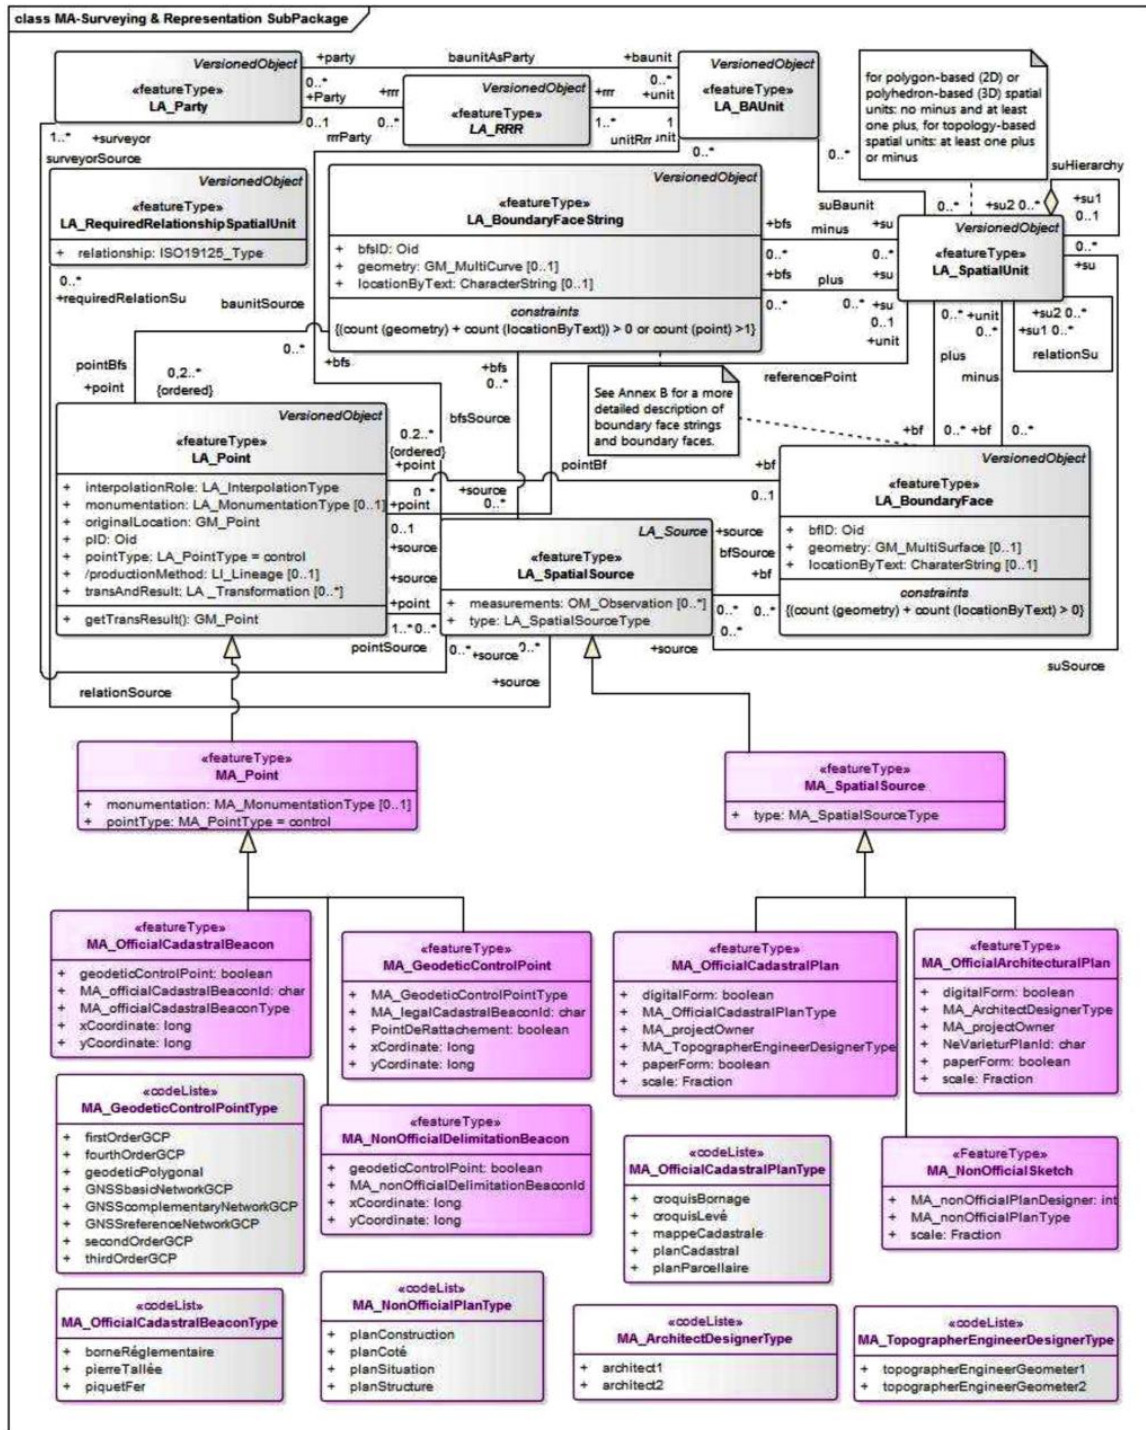 class MA-Surveying & Representation SubPackage
VersionedObject
«featureType»
LA_Party
+party
baunitAsParty
+baunit
0..*
0..*
+Party
+rrr
VersionedObject
«featureType»
LA_RRR
+rrr
+unit
0..1
0..*
rrrParty
1..*
1
unitRrr
unit
VersionedObject
«featureType»
LA_BAUnit
for polygon-based (2D) or
polyhedron-based (3D) spatial
units: no minus and at least
one plus, for topology-based
spatial units: at least one plus
or minus
1..*
+surveyor
surveyorSource
0..*
0..*
suHierarchy
suBaunit
0..*
+su2 0..*
+su1
0..1
VersionedObject
«featureType»
LA_RequiredRelationshipSpatialUnit
+ relationship: ISO19125_Type
0..*
+requiredRelationSu
baunitSource
VersionedObject
«featureType»
LA_BoundaryFaceString
+ bfsID: Oid
+ geometry: GM_MultiCurve [0..1]
+ locationByText: CharacterString [0..1]
constraints
{(count (geometry) + count (locationByText)) > 0 or count (point) >1}
+bfs
minus
+su
+bfs
plus
+su
0..*
0..*
+su
0..1
+unit
VersionedObject
«featureType»
LA_SpatialUnit
0..*
+su
0..*
+unit
0..*
+su2 0..*
+su1 0..*
relationSu
plus
minus
0..*
+bfs
pointBfs
+point
0,2..*
{ordered}
+bfs
0..*
bfsSource
referencePoint
See Annex B for a more
detailed description of
boundary face strings
and boundary faces.
+bf
0..*
+bf
0..*
VersionedObject
«featureType»
LA_Point
+ interpolationRole: LA_InterpolationType
+ monumentation: LA_MonumentationType [0..1]
+ originalLocation: GM_Point
+ pID: Oid
+ pointType: LA_PointType = control
+ /productionMethod: LI_Lineage [0..1]
+ transAndResult: LA _Transformation [0..*]
+ getTransResult(): GM_Point
0.2..*
{ordered}
+point
pointBf
+bf
0..1
0..*
+point
0..1
+source
+source
+point
1..*
0..*
pointSource
+source
0..*
LA_Source
«featureType»
LA_SpatialSource
+ measurements: OM_Observation [0..*]
+ type: LA_SpatialSourceType
+source
bfSource
+bf
0..*
0..*
0..*
VersionedObject
«featureType»
LA_BoundaryFace
+ bfID: Oid
+ geometry: GM_MultiSurface [0..1]
+ locationByText: CharaterString [0..1]
constraints
{(count (geometry) + count (locationByText) > 0}
0..*
+source
0..*
+source
suSource
relationSource
+source
«featureType»
MA_Point
+ monumentation: MA_MonumentationType [0..1]
+ pointType: MA_PointType = control
«featureType»
MA_SpatialSource
+ type: MA_SpatialSourceType
«featureType»
MA_OfficialCadastralBeacon
+ geodeticControlPoint: boolean
+ MA_officialCadastralBeaconId: char
+ MA_officialCadastralBeaconType
+ xCoordinate: long
+ yCoordinate: long
«featureType»
MA_GeodeticControlPoint
+ MA_GeodeticControlPointType
+ MA_legalCadastralBeaconId: char
+ PointDeRattachement: boolean
+ xCordinate: long
+ yCordinate: long
«featureType»
MA_OfficialCadastralPlan
+ digitalForm: boolean
+ MA_OfficialCadastralPlanType
+ MA_projectOwner
+ MA_TopographerEngineerDesignerType
+ paperForm: boolean
+ scale: Fraction
«featureType»
MA_OfficialArchitecturalPlan
+ digitalForm: boolean
+ MA_ArchitectDesignerType
+ MA_projectOwner
+ NeVarieturPlanId: char
+ paperForm: boolean
+ scale: Fraction
«codeListe»
MA_GeodeticControlPointType
+ firstOrderGCP
+ fourthOrderGCP
+ geodeticPolygonal
+ GNSSbasicNetworkGCP
+ GNSScomplementaryNetworkGCP
+ GNSSreferenceNetworkGCP
+ secondOrderGCP
+ thirdOrderGCP
«featureType»
MA_NonOfficialDelimitationBeacon
+ geodeticControlPoint: boolean
+ MA_nonOfficialDelimitationBeaconId
+ xCoordinate: long
+ yCoordinate: long
«codeListe»
MA_OfficialCadastralPlanType
+ croquisBornage
+ croquisLevé
+ mappeCadastrale
+ planCadastral
+ planParcellaire
«FeatureType»
MA_NonOfficialSketch
+ MA_nonOfficialPlanDesigner: int
+ MA_nonOfficialPlanType
+ scale: Fraction
«codeList»
MA_OfficialCadastralBeaconType
+ borneRéglementaire
+ pierreTallée
+ piquetFer
«codeList»
MA_NonOfficialPlanType
+ planConstruction
+ planCoté
+ planSituation
+ planStructure
«codeListe»
MA_ArchitectDesignerType
+ architect1
+ architect2
«codeListe»
MA_TopographerEngineerDesignerType
+ topographerEngineerGeometer1
+ topographerEngineerGeometer2